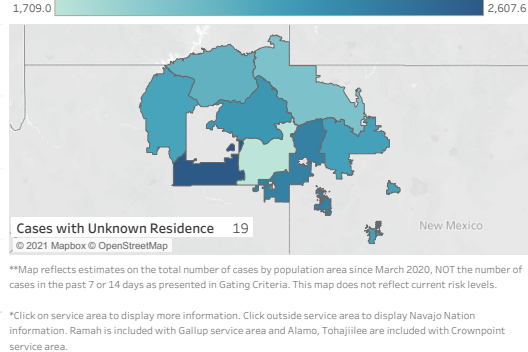 1,709.0 2,607.6
New Mexico
Cases with Unknown Residence 19
© 2021 Mapbox © OpenStreetMap
**Map reflects estimates on the total number of cases by population area since March 2020, NOT the number of
cases in the past 7 or 14 days as presented in Gating Criteria. This map does not reflect current risk levels.
*Click on service area to display more information. Click outside service area to display Navajo Nation
information. Ramah is included with Gallup service area and Alamo, Tohajiilee are included with Crownpoint
service area.